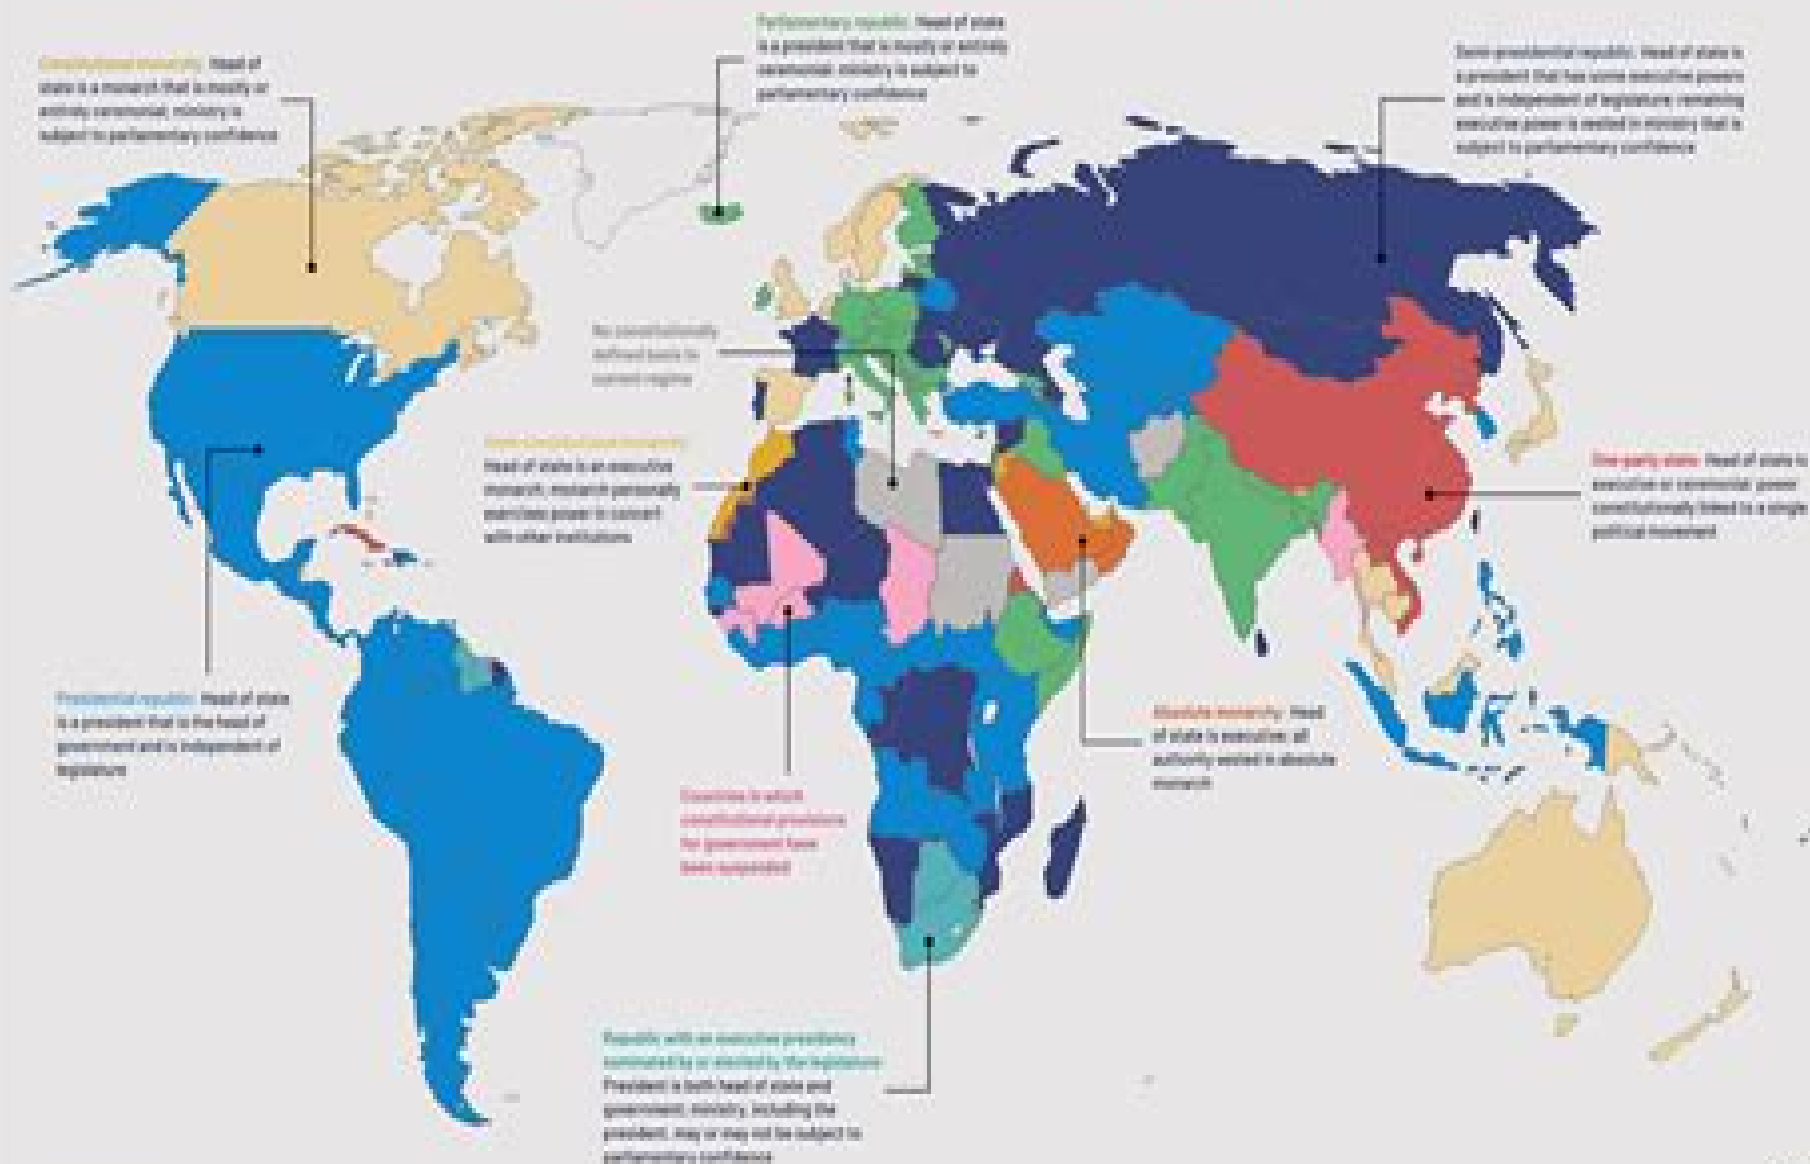 Constitutional monarchy: Head of
state is a monarch that is mostly or
entirely ceremonial; ministry is
subject to parliamentary confidence
Parliamentary republic: Head of state
is a president that is mostly or entirely
ceremonial; ministry is subject to
parliamentary confidence
Semi-presidential republic: Head of state is
a president that has some executive powers
and is independent of legislature; remaining
executive power is vested in ministry that is
subject to parliamentary confidence
No constitutionally
defined basis to
current regime
Semi-constitutional monarchy:
Head of state is an executive
monarch; monarch personally
exercises power in concert
with other institutions
One-party state: Head of state is
executive or ceremonial; power
constitutionally linked to a single
political movement
Presidential republic: Head of state
is a president that is the head of
government and is independent of
legislature
Absolute monarchy: Head
of state is executive; all
authority vested in absolute
monarch
Countries in which
constitutional provisions
for government have
been suspended
Republic with an executive presidency
nominated by or elected by the legislature:
President is both head of state and
government; ministry, including the
president, may or may not be subject to
parliamentary confidence